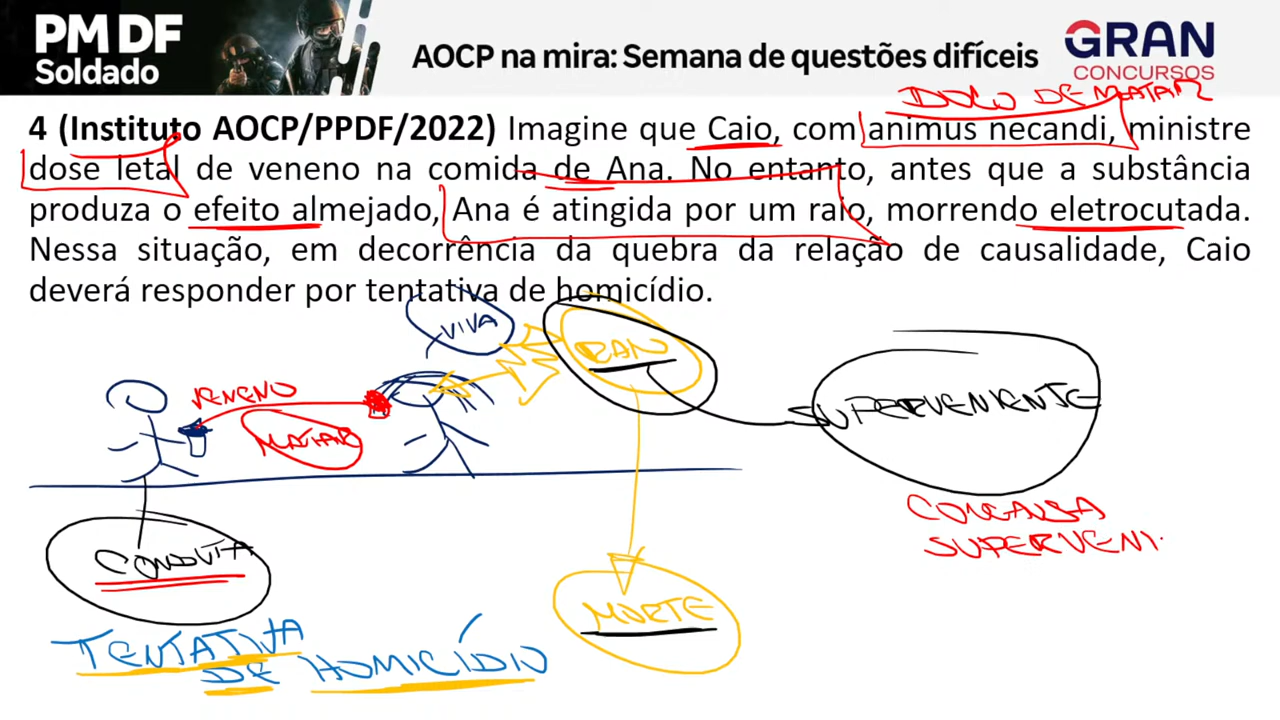 PM DF
Soldado
AOCP na mira: Semana de questões difíceis
GRAN
CONCURSOS
DOLO DE MATAR
4 (Instituto AOCP/PPDF/2022) Imagine que Caio, com animus necandi, ministre
dose letal de veneno na comida de Ana. No entanto, antes que a substância
produza o efeito almejado, Ana é atingida por um raio, morrendo eletrocutada.
Nessa situação, em decorrência da quebra da relação de causalidade, Caio
deverá responder por tentativa de homicídio.
VIVA
VENENO
MATAR
SUPERVENIENTE
CONCAUSA
SUPERVENI
CONDUTA
MORTE
TENTATIVA
DE HOMICÍDIO